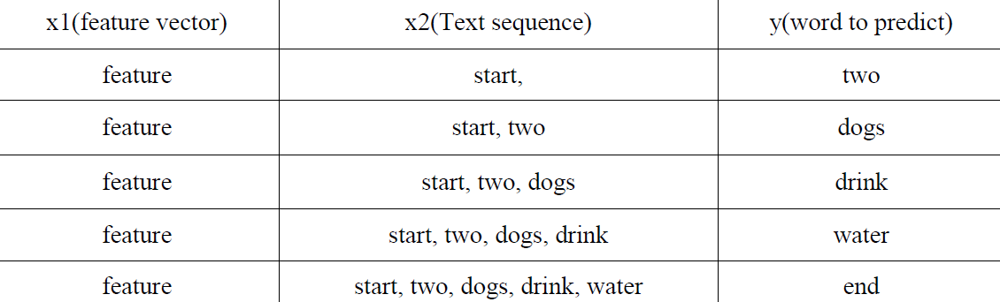 x1(feature vector) x2(Text sequence) y(word to predict)
feature start, two
feature start, two dogs
feature start, two, dogs drink
feature start, two, dogs, drink water
feature start, two, dogs, drink, water end